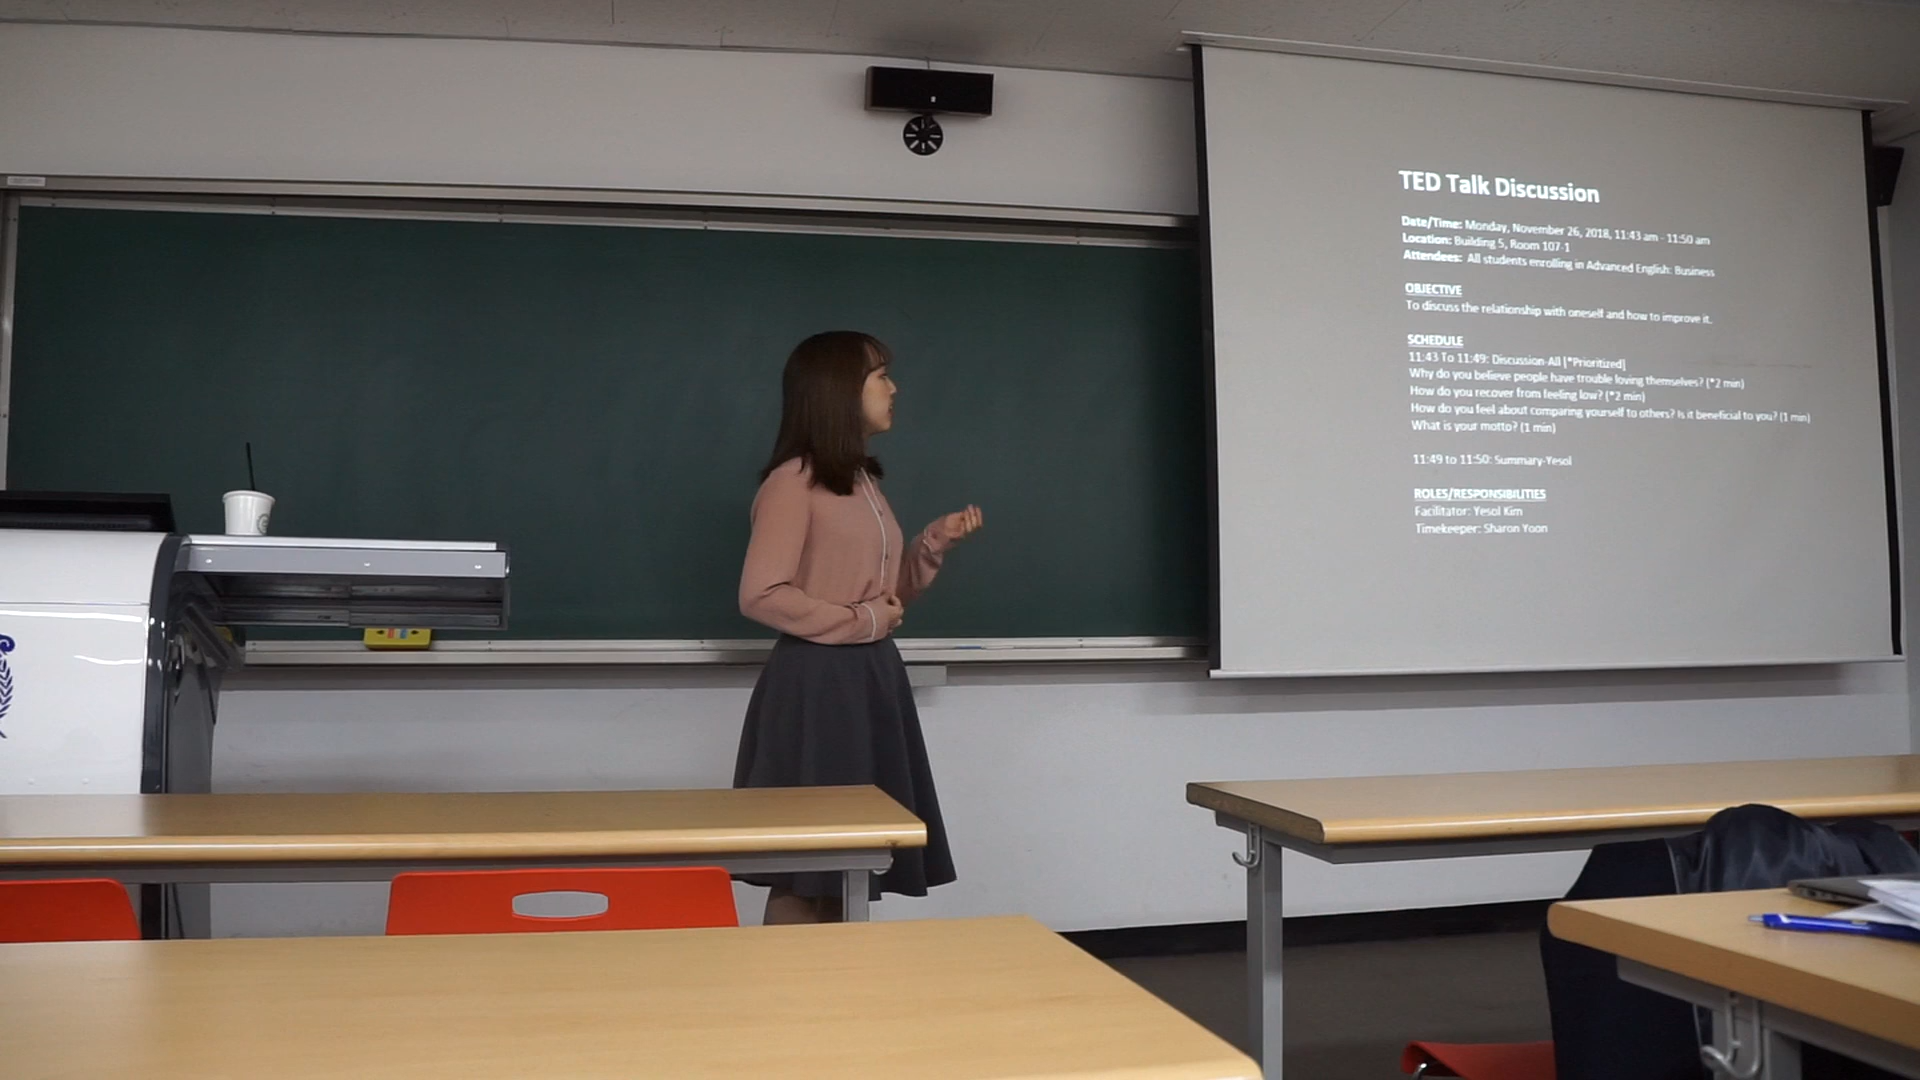 TED Talk Discussion
Date/Time: Monday, November 26, 2018, 11:43 am - 11:50 am
Location: Building 5, Room 107-1
Attendees: All students enrolling in Advanced English: Business
OBJECTIVE
To discuss the relationship with oneself and how to improve it.
SCHEDULE
11:43 To 11:49: Discussion-All [*Prioritized]
Why do you believe people have trouble loving themselves? (*2 min)
How do you recover from feeling low? (*2 min)
How do you feel about comparing yourself to others? Is it beneficial to you? (1 min)
What is your motto? (1 min)
11:49 to 11:50: Summary-Yesol
ROLES/RESPONSIBILITIES
Facilitator: Yesol Kim
Timekeeper: Sharon Yoon